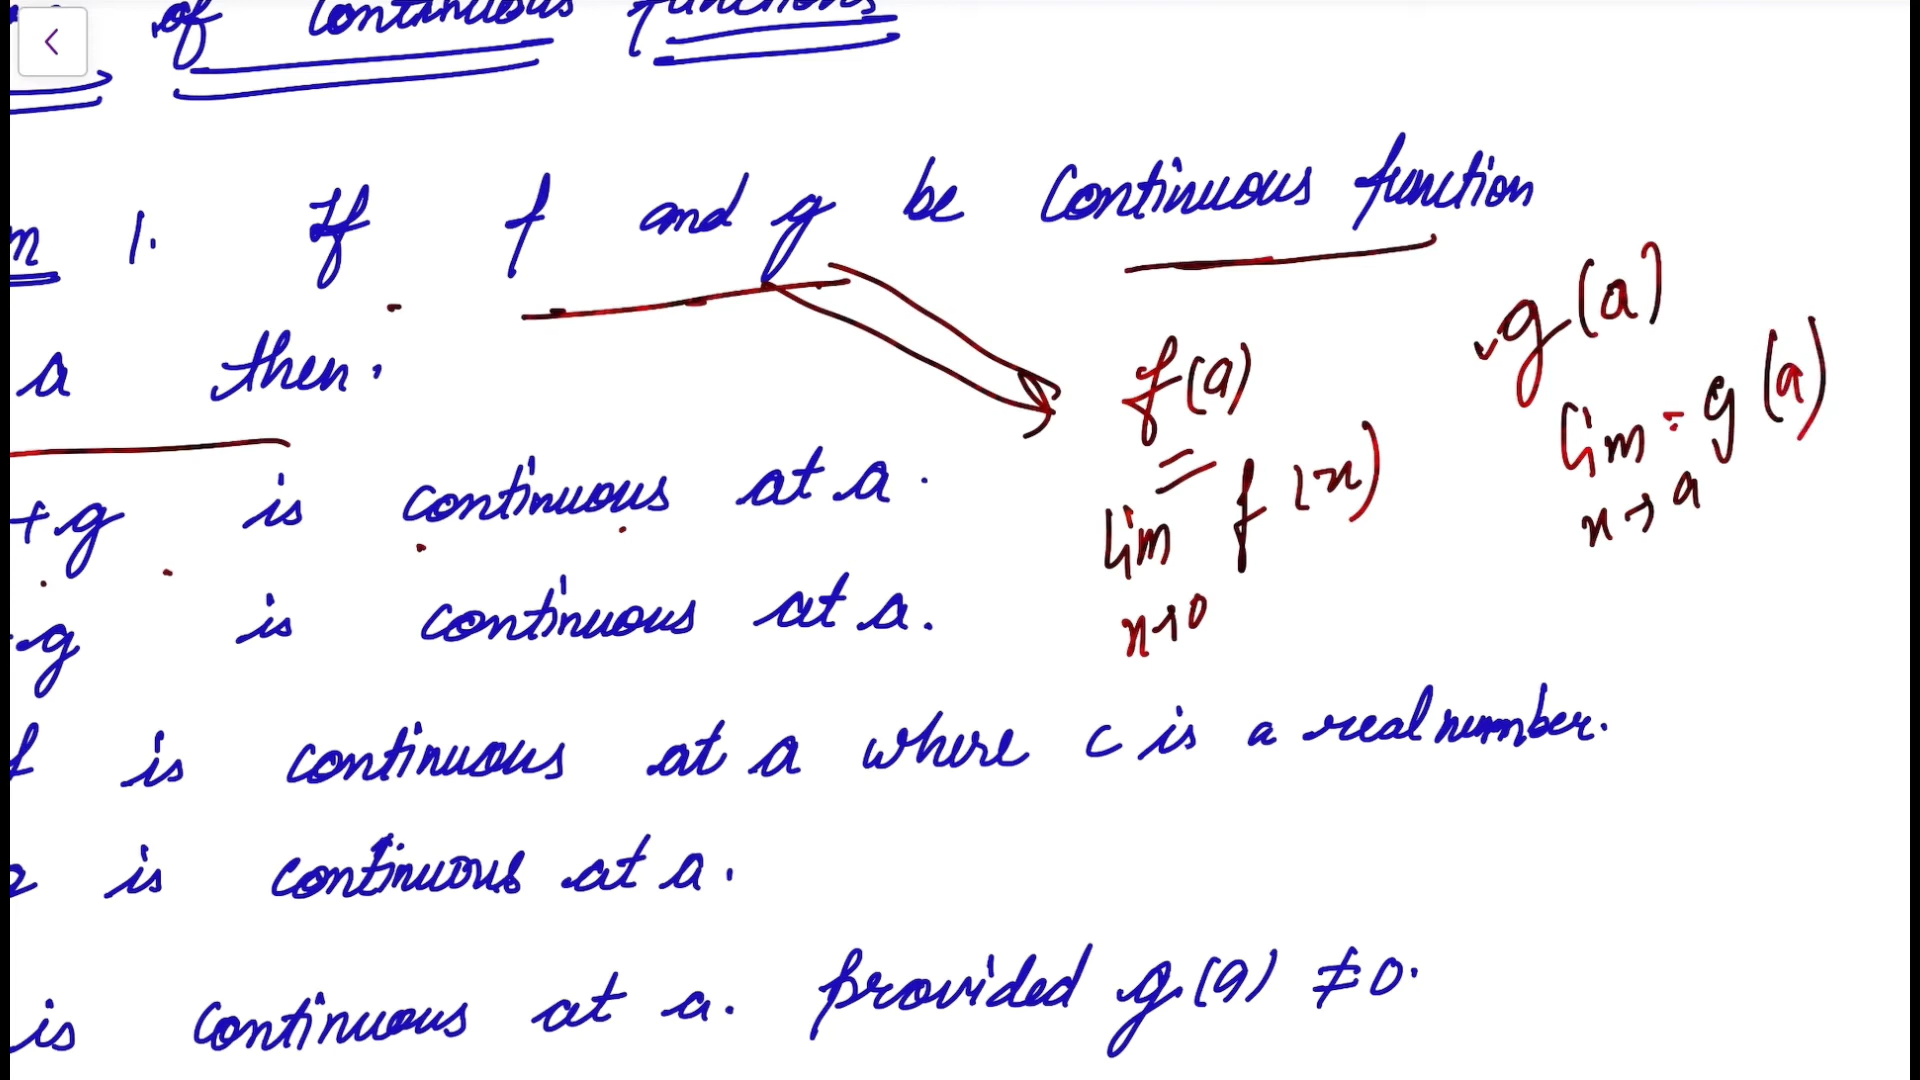 of continuous functions
m 1. If f and g be continuous function
a then.
+g is continuous at a.
-g is continuous at a.
f is continuous at a where c is a real number.
is continuous at a.
is continuous at a. provided g(a) ≠ 0.
f(a)
=
lim f(x)
x→0
g(a)
lim = g(a)
x→a